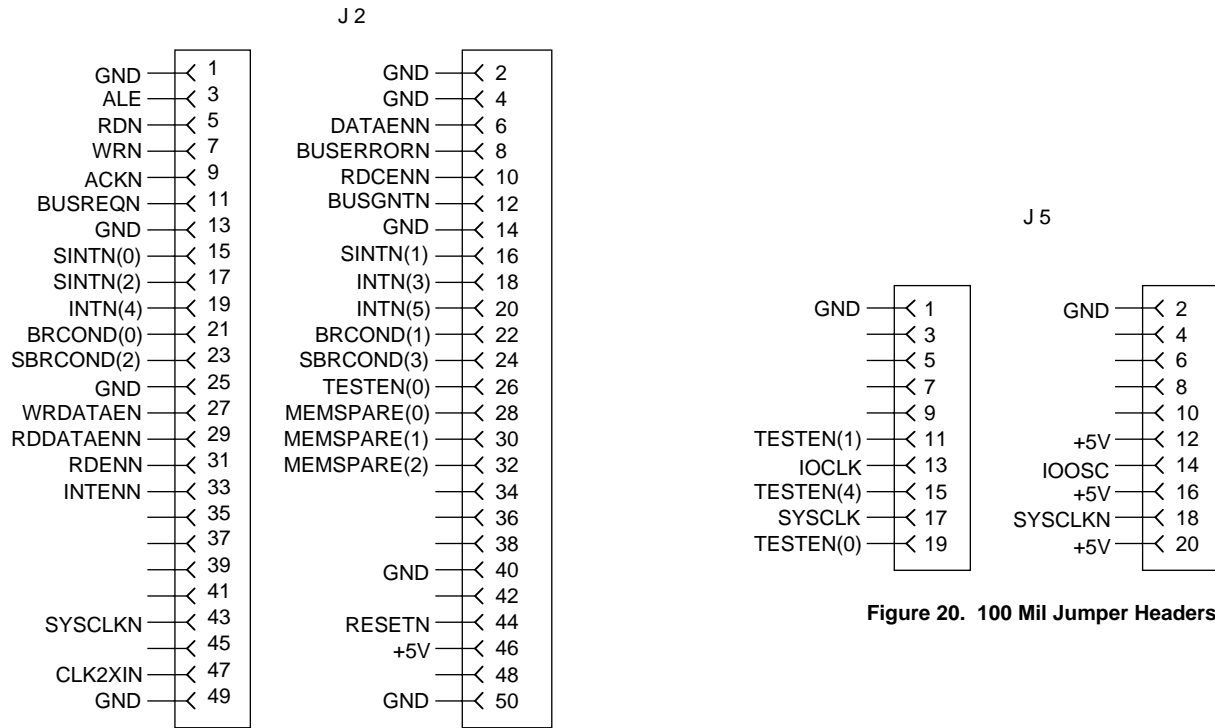 J 2
GND 1
ALE 3
RDN 5
WRN 7
ACKN 9
BUSREQN 11
GND 13
SINTN(0) 15
SINTN(2) 17
INTN(4) 19
BRCOND(0) 21
SBRCOND(2) 23
GND 25
WRDATAEN 27
RDDATAENN 29
RDENN 31
INTENN 33
35
37
39
41
SYSCLKN 43
45
CLK2XIN 47
GND 49
GND 2
GND 4
DATAENN 6
BUSERRORN 8
RDCENN 10
BUSGNTN 12
GND 14
SINTN(1) 16
INTN(3) 18
INTN(5) 20
BRCOND(1) 22
SBRCOND(3) 24
TESTEN(0) 26
MEMSPARE(0) 28
MEMSPARE(1) 30
MEMSPARE(2) 32
34
36
38
GND 40
42
RESETN 44
+5V 46
48
GND 50
J 5
GND 1
3
5
7
9
TESTEN(1) 11
IOCLK 13
TESTEN(4) 15
SYSCLK 17
TESTEN(0) 19
GND 2
4
6
8
10
+5V 12
IOOSC 14
+5V 16
SYSCLKN 18
+5V 20
Figure 20. 100 Mil Jumper Headers